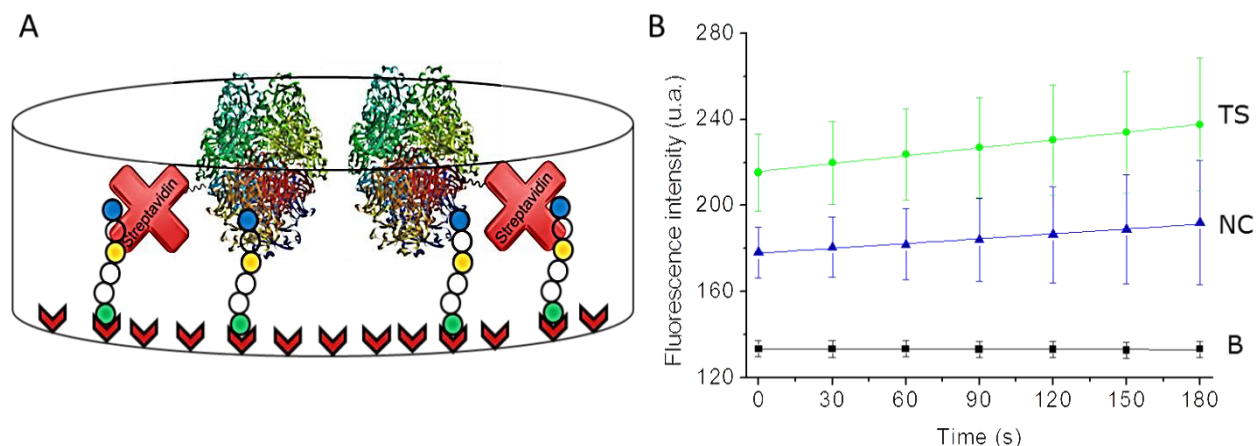 A
Streptavidin
Streptavidin
B
Fluorescence intensity (u.a.)
280
240
200
160
120
TS
NC
B
0 30 60 90 120 150 180
Time (s)